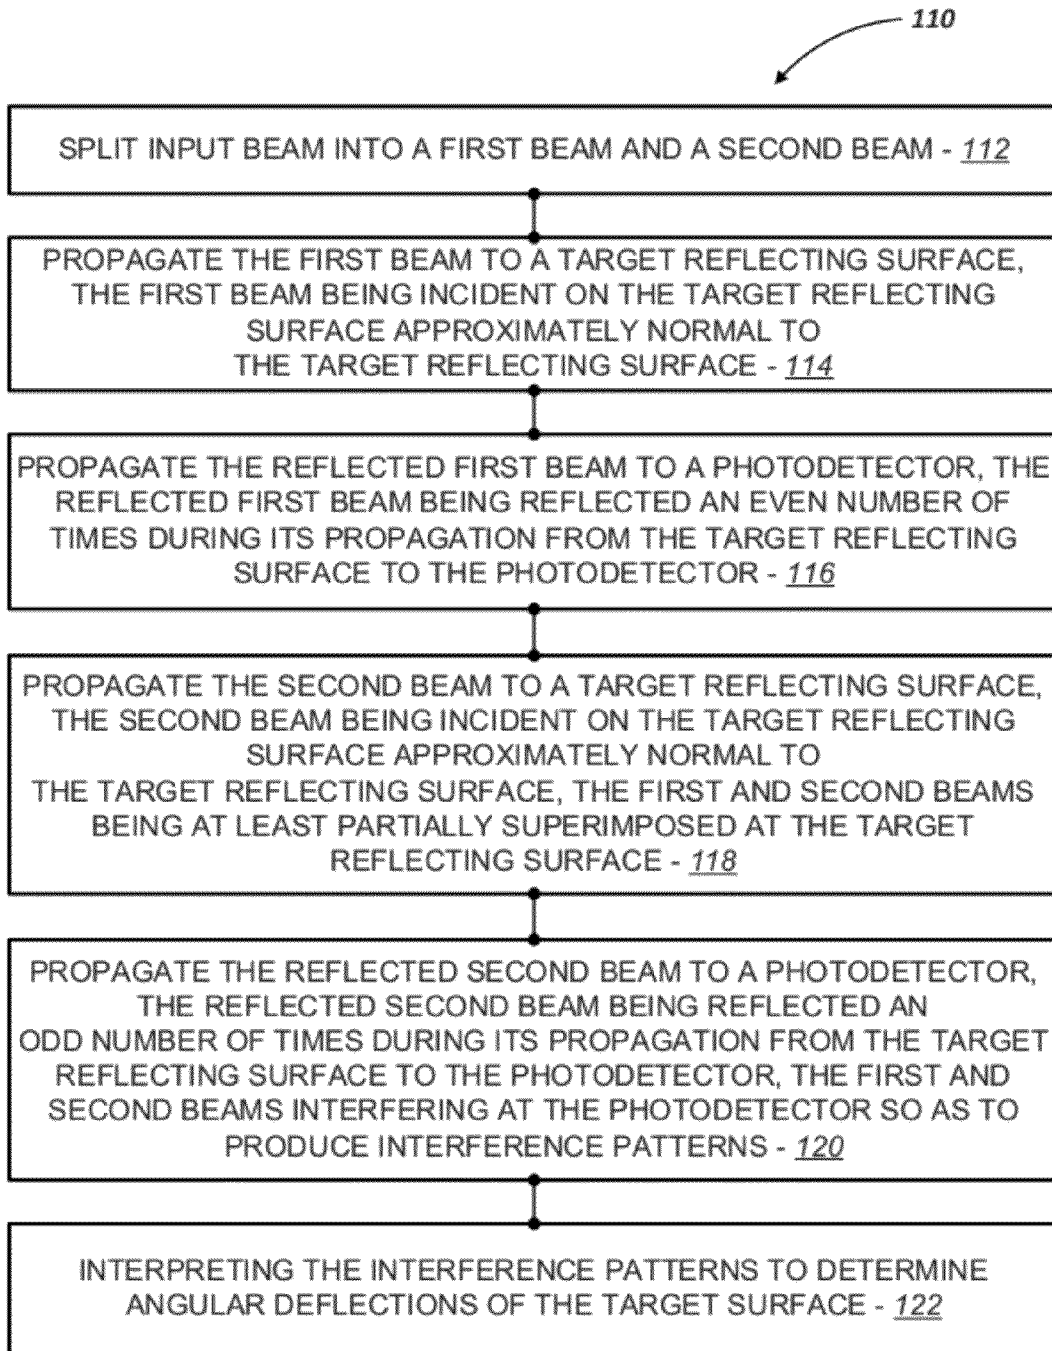 110
SPLIT INPUT BEAM INTO A FIRST BEAM AND A SECOND BEAM - 112
PROPAGATE THE FIRST BEAM TO A TARGET REFLECTING SURFACE,
THE FIRST BEAM BEING INCIDENT ON THE TARGET REFLECTING
SURFACE APPROXIMATELY NORMAL TO
THE TARGET REFLECTING SURFACE - 114
PROPAGATE THE REFLECTED FIRST BEAM TO A PHOTODETECTOR, THE
REFLECTED FIRST BEAM BEING REFLECTED AN EVEN NUMBER OF
TIMES DURING ITS PROPAGATION FROM THE TARGET REFLECTING
SURFACE TO THE PHOTODETECTOR - 116
PROPAGATE THE SECOND BEAM TO A TARGET REFLECTING SURFACE,
THE SECOND BEAM BEING INCIDENT ON THE TARGET REFLECTING
SURFACE APPROXIMATELY NORMAL TO
THE TARGET REFLECTING SURFACE, THE FIRST AND SECOND BEAMS
BEING AT LEAST PARTIALLY SUPERIMPOSED AT THE TARGET
REFLECTING SURFACE - 118
PROPAGATE THE REFLECTED SECOND BEAM TO A PHOTODETECTOR,
THE REFLECTED SECOND BEAM BEING REFLECTED AN
ODD NUMBER OF TIMES DURING ITS PROPAGATION FROM THE TARGET
REFLECTING SURFACE TO THE PHOTODETECTOR, THE FIRST AND
SECOND BEAMS INTERFERING AT THE PHOTODETECTOR SO AS TO
PRODUCE INTERFERENCE PATTERNS - 120
INTERPRETING THE INTERFERENCE PATTERNS TO DETERMINE
ANGULAR DEFLECTIONS OF THE TARGET SURFACE - 122